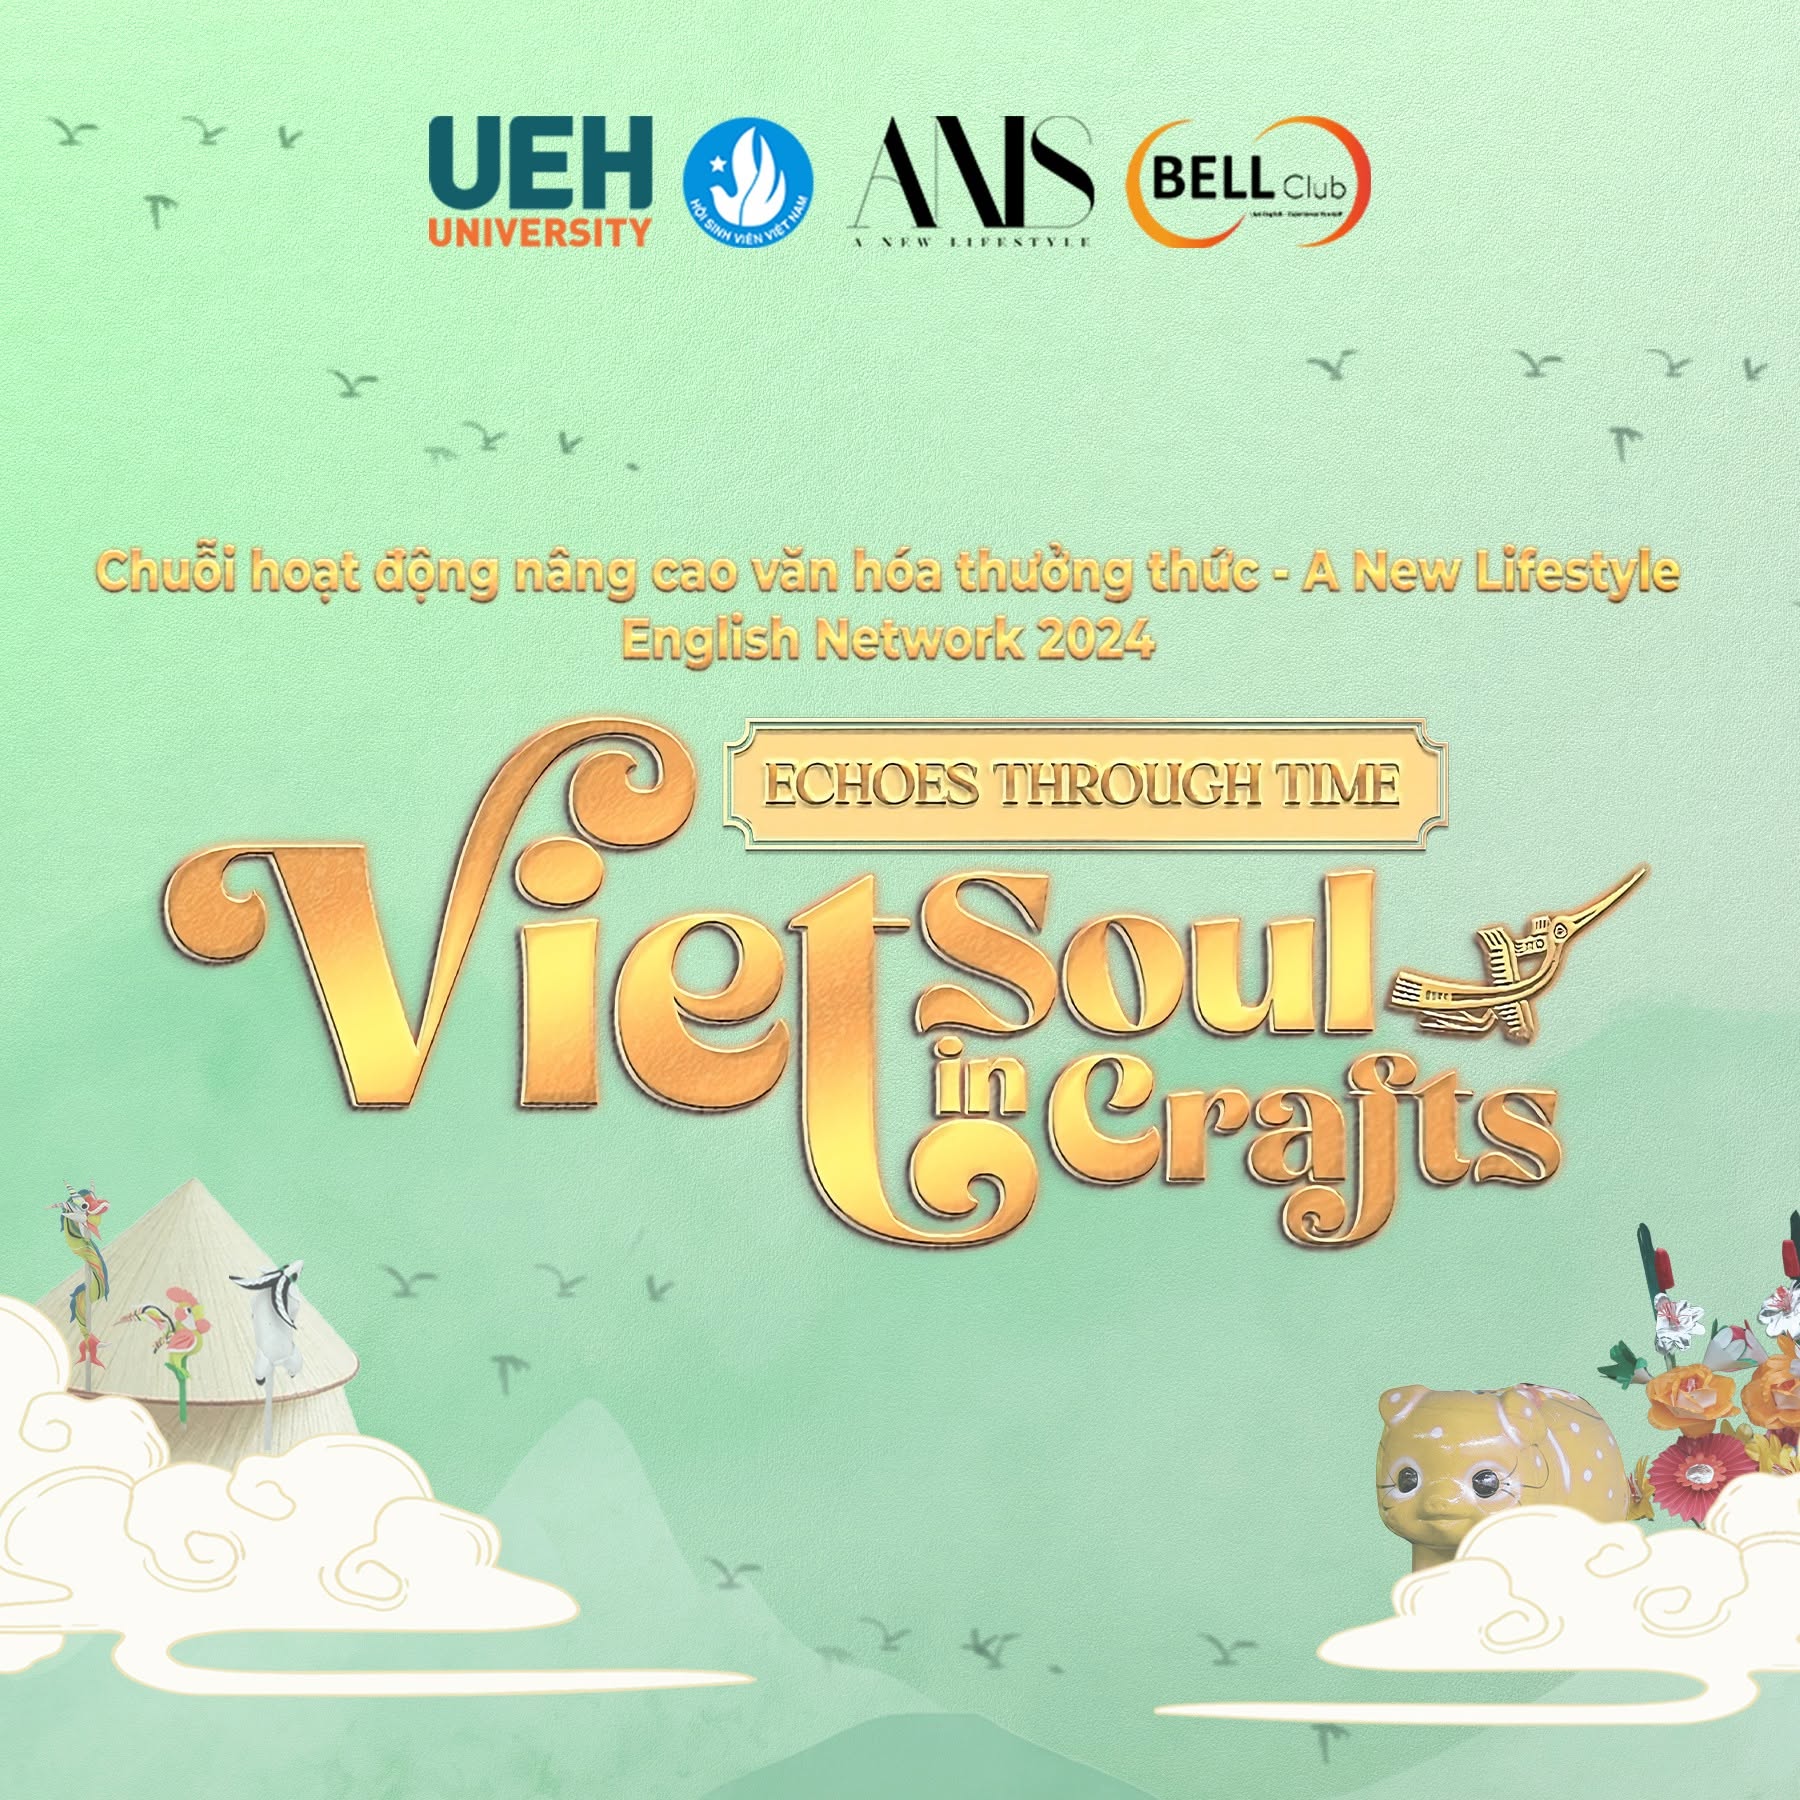 UEH
UNIVERSITY
HỘI SINH VIÊN VIỆT NAM
ANLS
A NEW LIFESTYLE
BELL Club
Chuỗi hoạt động nâng cao văn hóa thưởng thức - A New Lifestyle
English Network 2024
ECHOES THROUGH TIME
Viet Soul
in Crafts